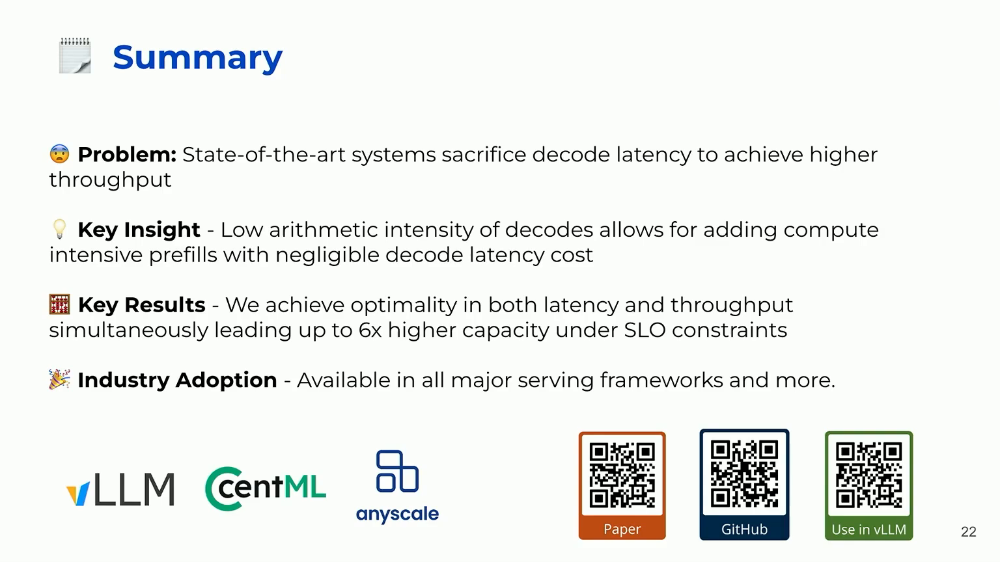 Summary
😨 Problem: State-of-the-art systems sacrifice decode latency to achieve higher
throughput
💡 Key Insight - Low arithmetic intensity of decodes allows for adding compute
intensive prefills with negligible decode latency cost
🧮 Key Results - We achieve optimality in both latency and throughput
simultaneously leading up to 6x higher capacity under SLO constraints
🎉 Industry Adoption - Available in all major serving frameworks and more.
vLLM
centML
anyscale
Paper
GitHub
Use in vLLM
22